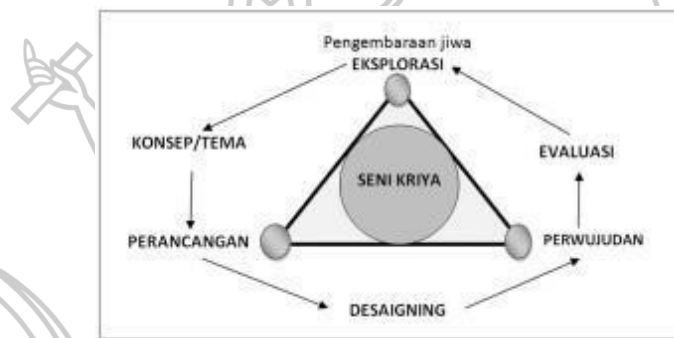 Pengembaraan jiwa
EKSPLORASI
KONSEP/TEMA
EVALUASI
SENI KRIYA
PERANCANGAN
PERWUJUDAN
DESAIGNING